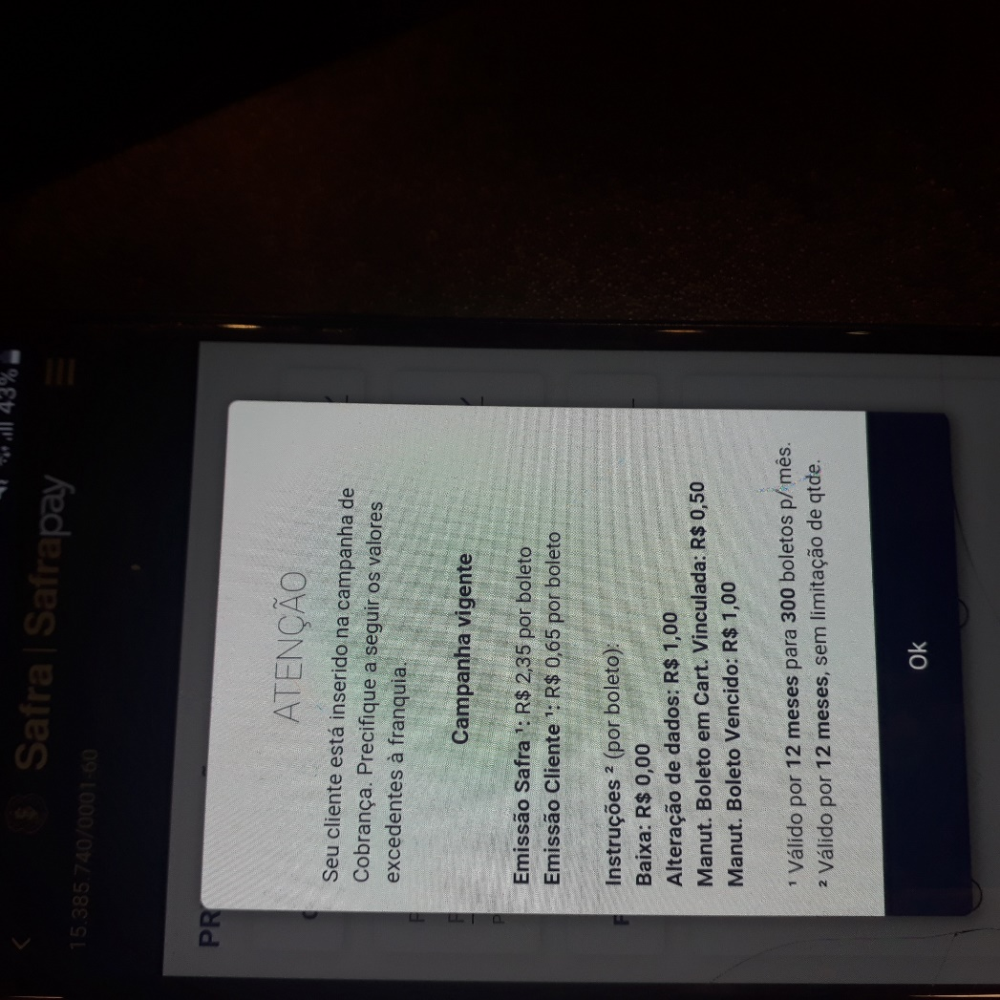 43%
Safra | Safrapay
15.385.740/0001-60
PR
ATENÇÃO
Seu cliente está inserido na campanha de
Cobrança. Precifique a seguir os valores
excedentes à franquia.
Campanha vigente
Emissão Safra ¹: R$ 2,35 por boleto
Emissão Cliente ¹: R$ 0,65 por boleto
Instruções ² (por boleto):
Baixa: R$ 0,00
Alteração de dados: R$ 1,00
Manut. Boleto em Cart. Vinculada: R$ 0,50
Manut. Boleto Vencido: R$ 1,00
¹ Válido por 12 meses para 300 boletos p/ mês.
² Válido por 12 meses, sem limitação de qtde.
Ok